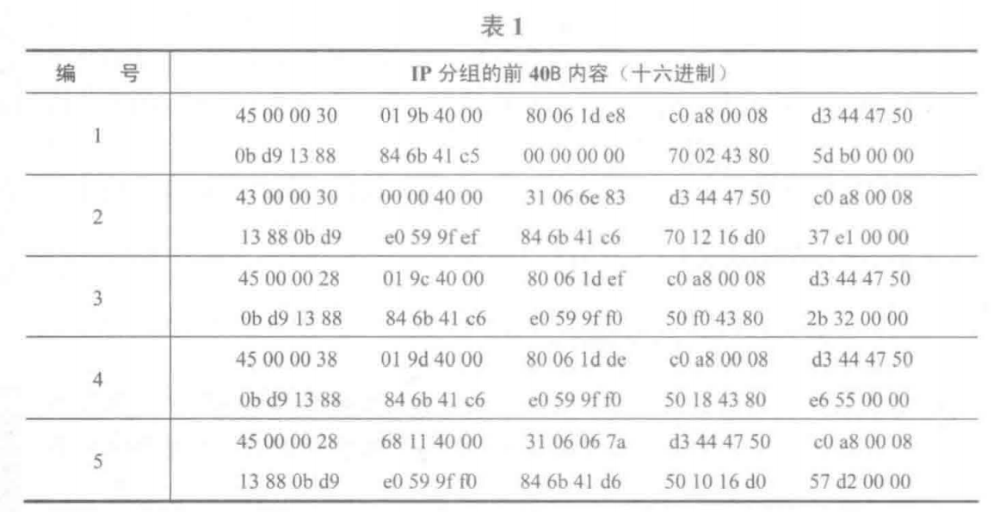 表 1
编 号 IP 分组的前 40B 内容（十六进制）
45 00 00 30 01 9b 40 00 80 06 1d e8 c0 a8 00 08 d3 44 47 50
1
0b d9 13 88 84 6b 41 c5 00 00 00 00 70 02 43 80 5d b0 00 00
43 00 00 30 00 00 40 00 31 06 6e 83 d3 44 47 50 c0 a8 00 08
2
13 88 0b d9 e0 59 9f ef 84 6b 41 c6 70 12 16 d0 37 e1 00 00
45 00 00 28 01 9c 40 00 80 06 1d ef c0 a8 00 08 d3 44 47 50
3
0b d9 13 88 84 6b 41 c6 e0 59 9f f0 50 f0 43 80 2b 32 00 00
45 00 00 38 01 9d 40 00 80 06 1d de c0 a8 00 08 d3 44 47 50
4
0b d9 13 88 84 6b 41 c6 e0 59 9f f0 50 18 43 80 e6 55 00 00
45 00 00 28 68 11 40 00 31 06 06 7a d3 44 47 50 c0 a8 00 08
5
13 88 0b d9 e0 59 9f f0 84 6b 41 d6 50 10 16 d0 57 d2 00 00